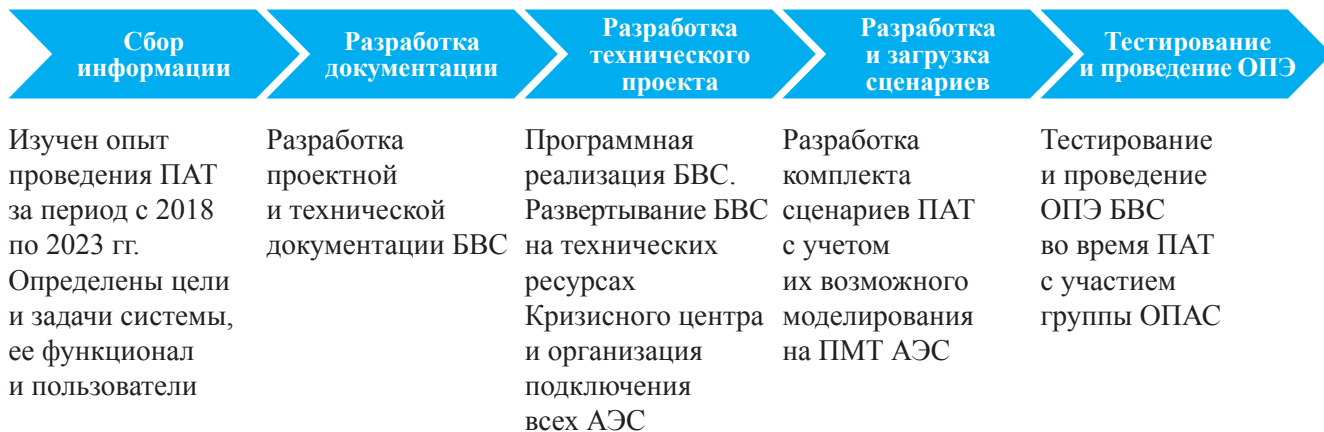 Сбор
информации
Разработка
документации
Разработка
технического
проекта
Разработка
и загрузка
сценариев
Тестирование
и проведение ОПЭ
Изучен опыт
проведения ПАТ
за период с 2018
по 2023 гг.
Определены цели
и задачи системы,
ее функционал
и пользователи
Разработка
проектной
и технической
документации БВС
Программная
реализация БВС.
Развертывание БВС
на технических
ресурсах
Кризисного центра
и организация
подключения
всех АЭС
Разработка
комплекта
сценариев ПАТ
с учетом
их возможного
моделирования
на ПМТ АЭС
Тестирование
и проведение
ОПЭ БВС
во время ПАТ
с участием
группы ОПАС